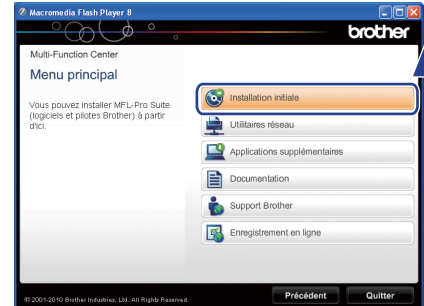 Macromedia Flash Player 8
brother
Multi-Function Center
Menu principal
Vous pouvez installer MFL-Pro Suite
(logiciels et pilotes Brother) à partir
d'ici.
Installation initiale
Utilitaires réseau
Applications supplémentaires
Documentation
Support Brother
Enregistrement en ligne
© 2001-2010 Brother Industries, Ltd. All Rights Reserved.
Précédent
Quitter